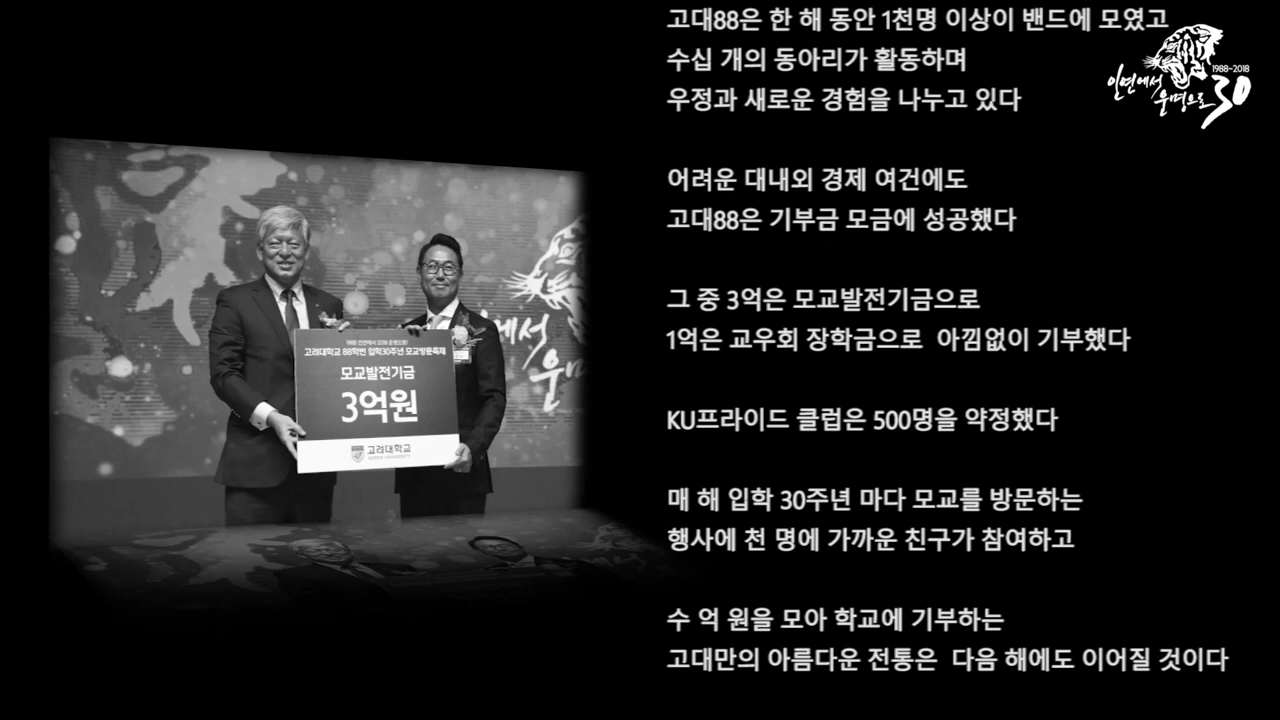 고대88은 한 해 동안 1천명 이상이 밴드에 모였고
수십 개의 동아리가 활동하며
우정과 새로운 경험을 나누고 있다
어려운 대내외 경제 여건에도
고대88은 기부금 모금에 성공했다
그 중 3억은 모교발전기금으로
1억은 교우회 장학금으로 아낌없이 기부했다
KU프라이드 클럽은 500명을 약정했다
매 해 입학 30주년 마다 모교를 방문하는
행사에 천 명에 가까운 친구가 참여하고
수 억 원을 모아 학교에 기부하는
고대만의 아름다운 전통은 다음 해에도 이어질 것이다
1988~2018
인연에서
운명으로 30
고려대학교 88학번 입학30주년 모교방문축제
모교발전기금
3억원
고려대학교
KOREA UNIVERSITY
에서
운명